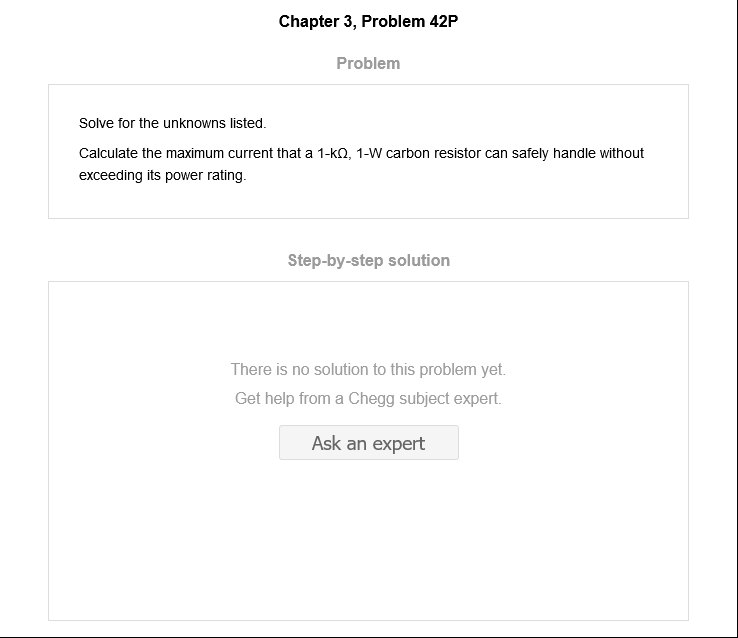 Chapter 3, Problem 42P
Problem
Solve for the unknowns listed.
Calculate the maximum current that a 1-kΩ, 1-W carbon resistor can safely handle without
exceeding its power rating.
Step-by-step solution
There is no solution to this problem yet.
Get help from a Chegg subject expert.
Ask an expert